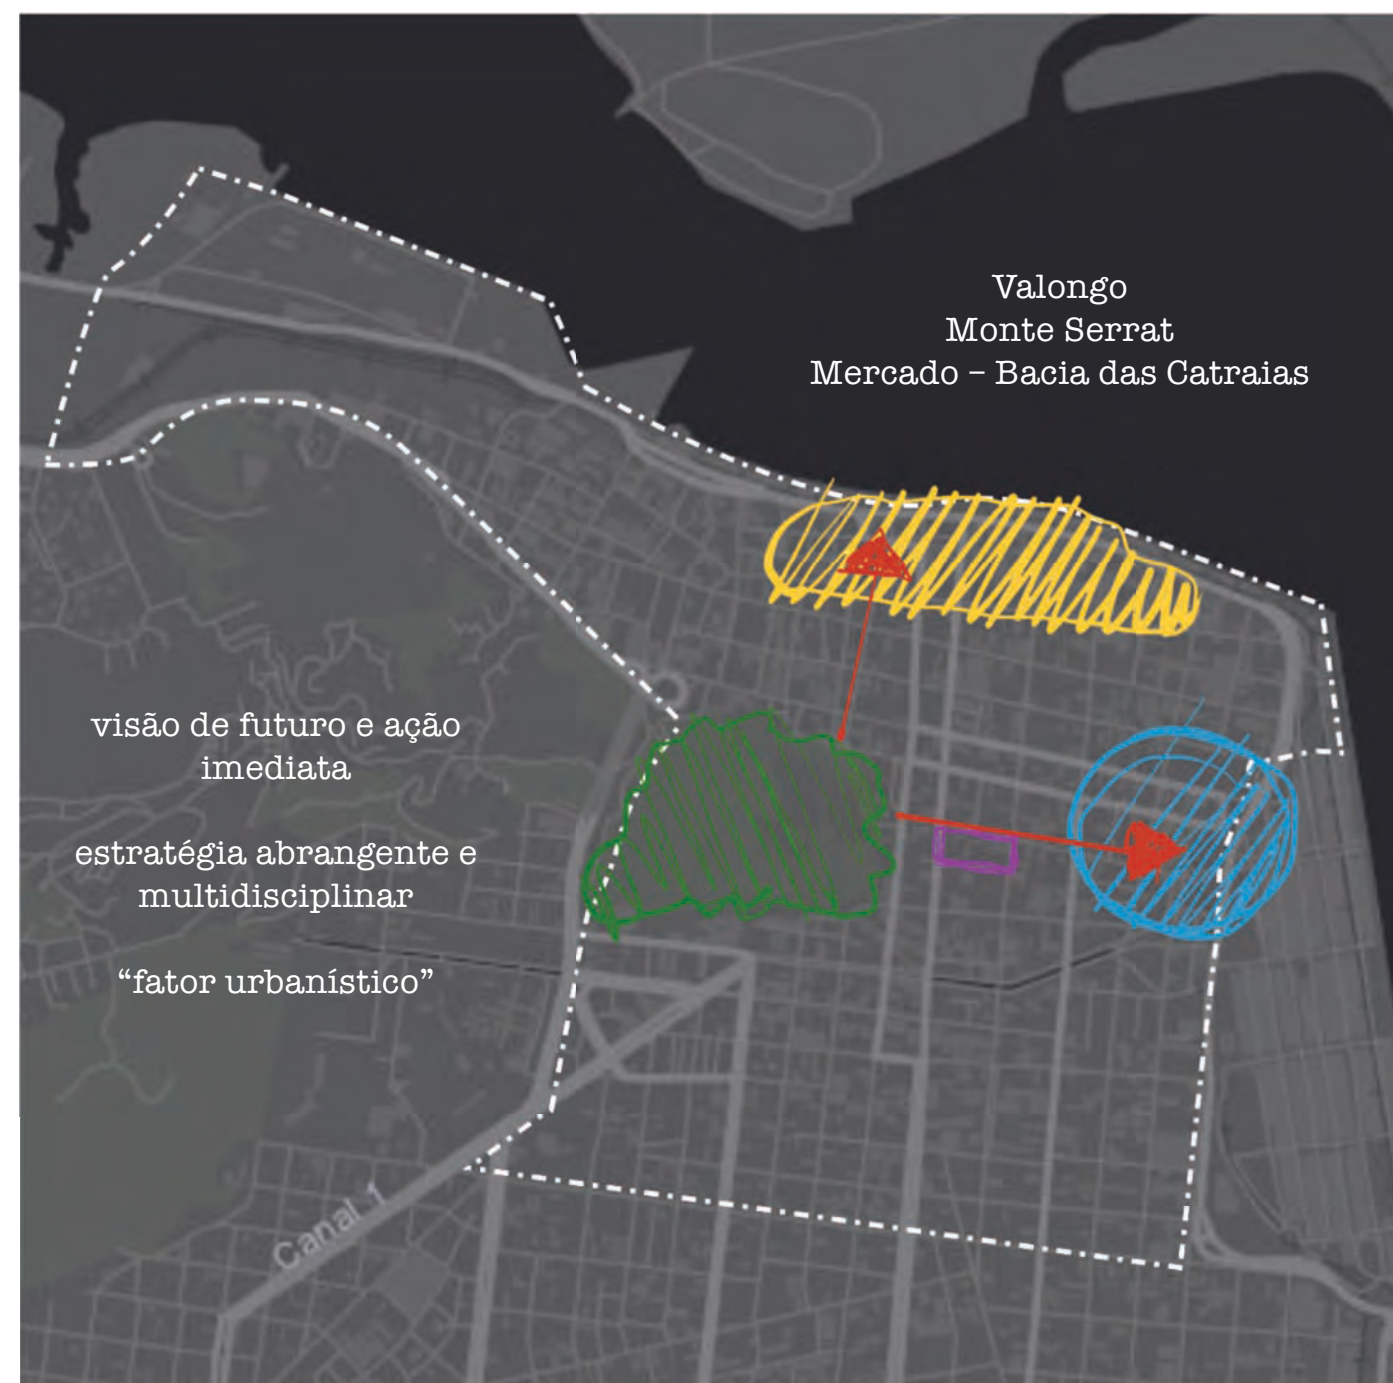 Valongo
Monte Serrat
Mercado – Bacia das Catraias
visão de futuro e ação
imediata
estratégia abrangente e
multidisciplinar
“fator urbanístico”
Canal 1